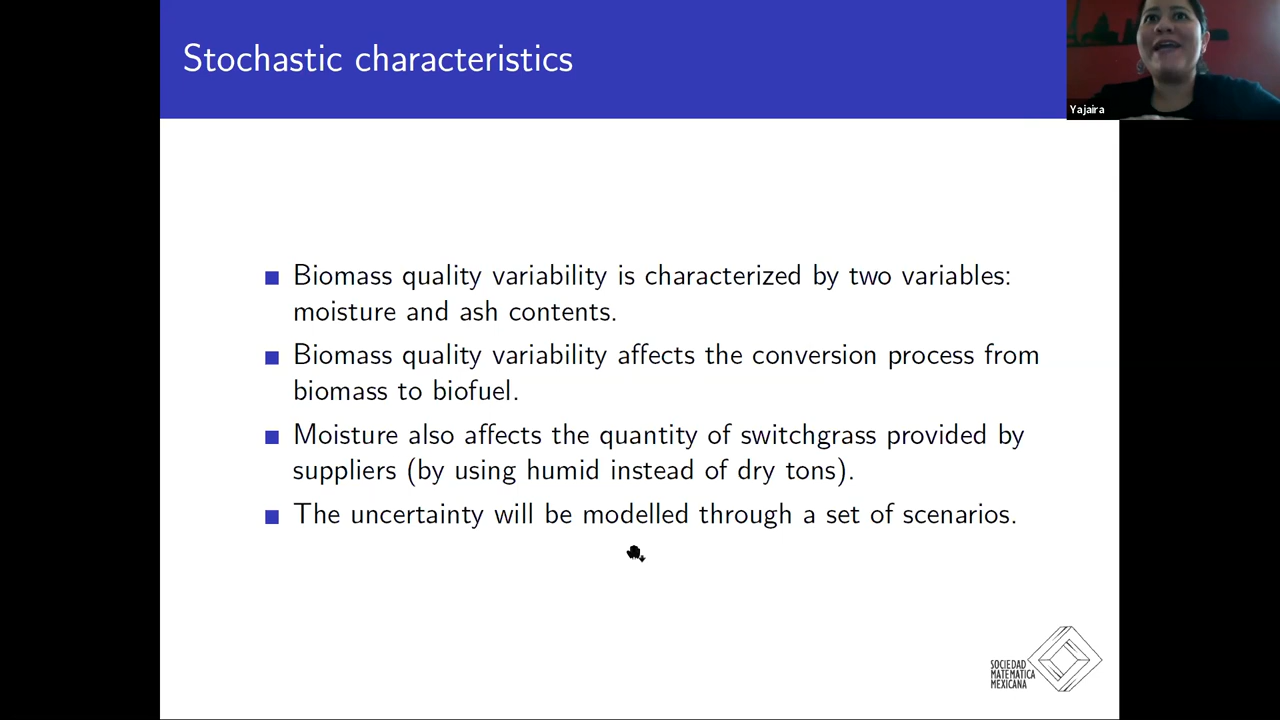 Stochastic characteristics
Yajaira
Biomass quality variability is characterized by two variables:
moisture and ash contents.
Biomass quality variability affects the conversion process from
biomass to biofuel.
Moisture also affects the quantity of switchgrass provided by
suppliers (by using humid instead of dry tons).
The uncertainty will be modelled through a set of scenarios.
SOCIEDAD
MATEMATICA
MEXICANA